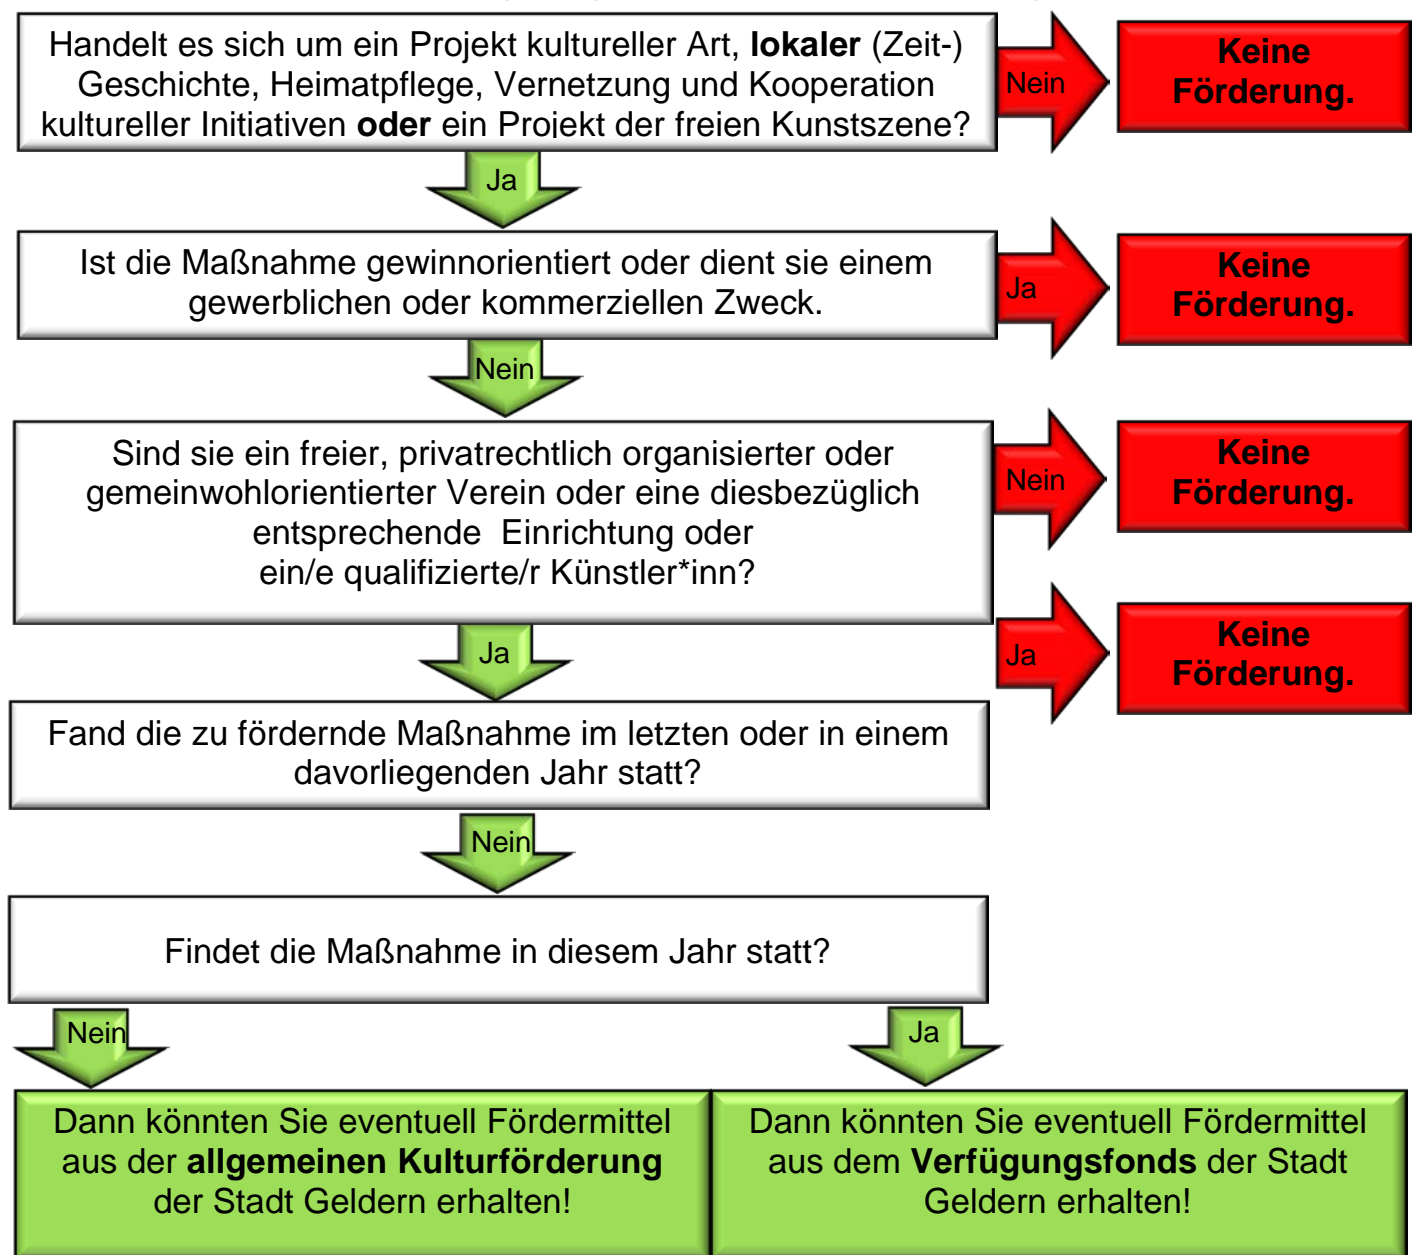 Handelt es sich um ein Projekt kultureller Art, lokaler (Zeit-)
Geschichte, Heimatpflege, Vernetzung und Kooperation
kultureller Initiativen oder ein Projekt der freien Kunstszene?
Nein
Keine
Förderung.
Ja
Ist die Maßnahme gewinnorientiert oder dient sie einem
gewerblichen oder kommerziellen Zweck.
Ja
Keine
Förderung.
Nein
Sind sie ein freier, privatrechtlich organisierter oder
gemeinwohlorientierter Verein oder eine diesbezüglich
entsprechende  Einrichtung oder
ein/e qualifizierte/r Künstler*inn?
Nein
Keine
Förderung.
Ja
Ja
Keine
Förderung.
Fand die zu fördernde Maßnahme im letzten oder in einem
davorliegenden Jahr statt?
Nein
Findet die Maßnahme in diesem Jahr statt?
Nein
Ja
Dann könnten Sie eventuell Fördermittel
aus der allgemeinen Kulturförderung
der Stadt Geldern erhalten!
Dann könnten Sie eventuell Fördermittel
aus dem Verfügungsfonds der Stadt
Geldern erhalten!